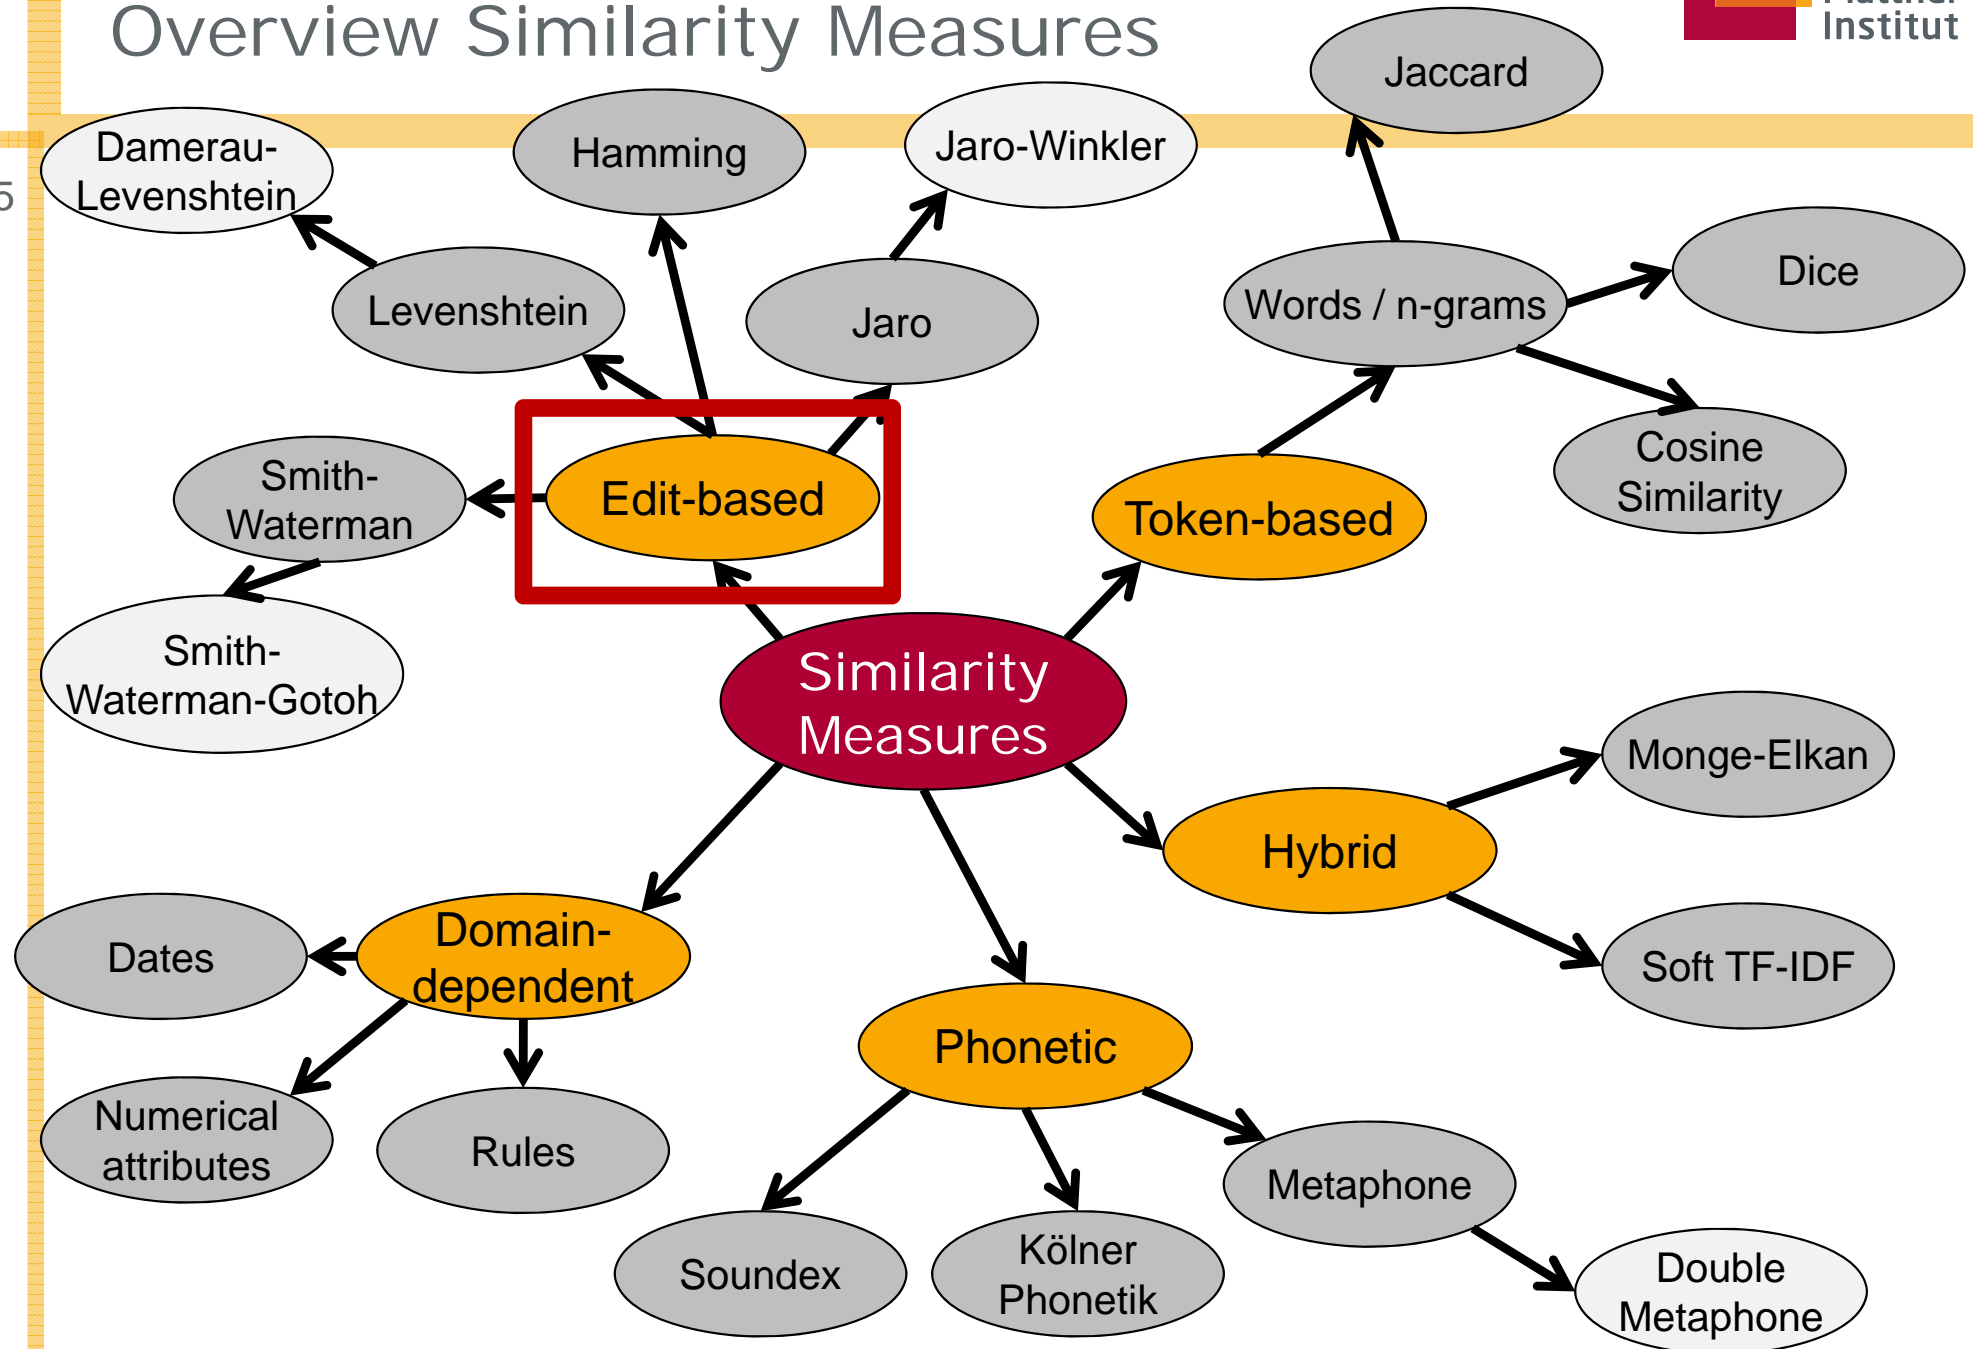 Overview Similarity Measures
Institut
5
Jaccard
Damerau-
Levenshtein
Hamming
Jaro-Winkler
Levenshtein
Jaro
Words / n-grams
Dice
Smith-
Waterman
Edit-based
Token-based
Cosine
Similarity
Smith-
Waterman-Gotoh
Similarity
Measures
Monge-Elkan
Hybrid
Dates
Domain-
dependent
Soft TF-IDF
Phonetic
Numerical
attributes
Rules
Metaphone
Soundex
Kölner
Phonetik
Double
Metaphone